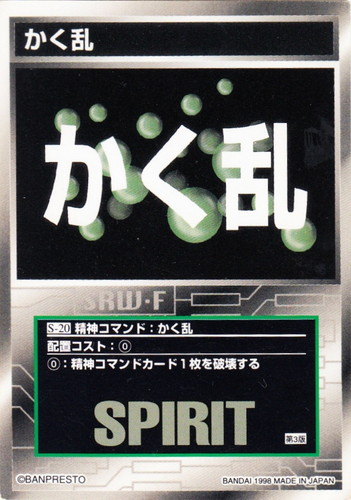 かく乱
かく乱
SRW・F
S-20 精神コマンド：かく乱
配置コスト：⓪
⓪：精神コマンドカード1枚を破壊する
SPIRIT
第3版
©BANPRESTO
BANDAI 1998 MADE IN JAPAN